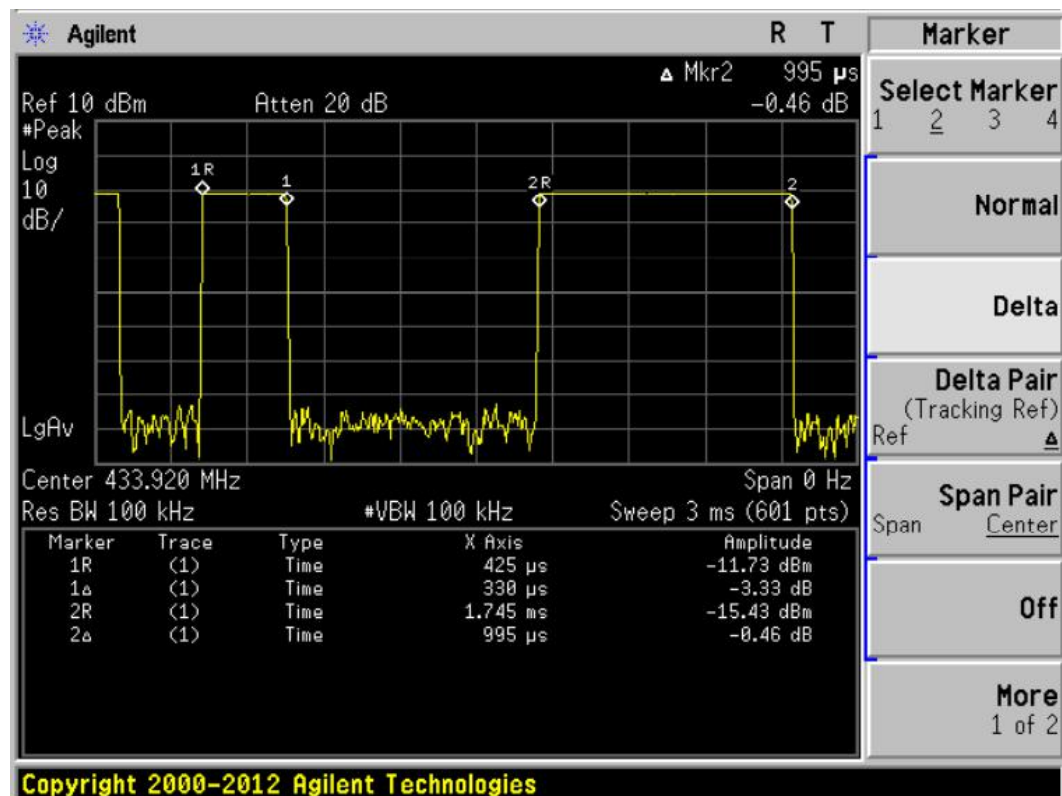 Agilent R T
Δ Mkr2 995 µs
Ref 10 dBm Atten 20 dB -0.46 dB
#Peak
Log
10
dB/
1R
1
2R
2
LgAv
Center 433.920 MHz Span 0 Hz
Res BW 100 kHz #VBW 100 kHz Sweep 3 ms (601 pts)
Marker Trace Type X Axis Amplitude
1R (1) Time 425 µs -11.73 dBm
1Δ (1) Time 330 µs -3.33 dB
2R (1) Time 1.745 ms -15.43 dBm
2Δ (1) Time 995 µs -0.46 dB
Marker
Select Marker
1 2 3 4
Normal
Delta
Delta Pair
(Tracking Ref)
Ref Δ
Span Pair
Span Center
Off
More
1 of 2
Copyright 2000-2012 Agilent Technologies